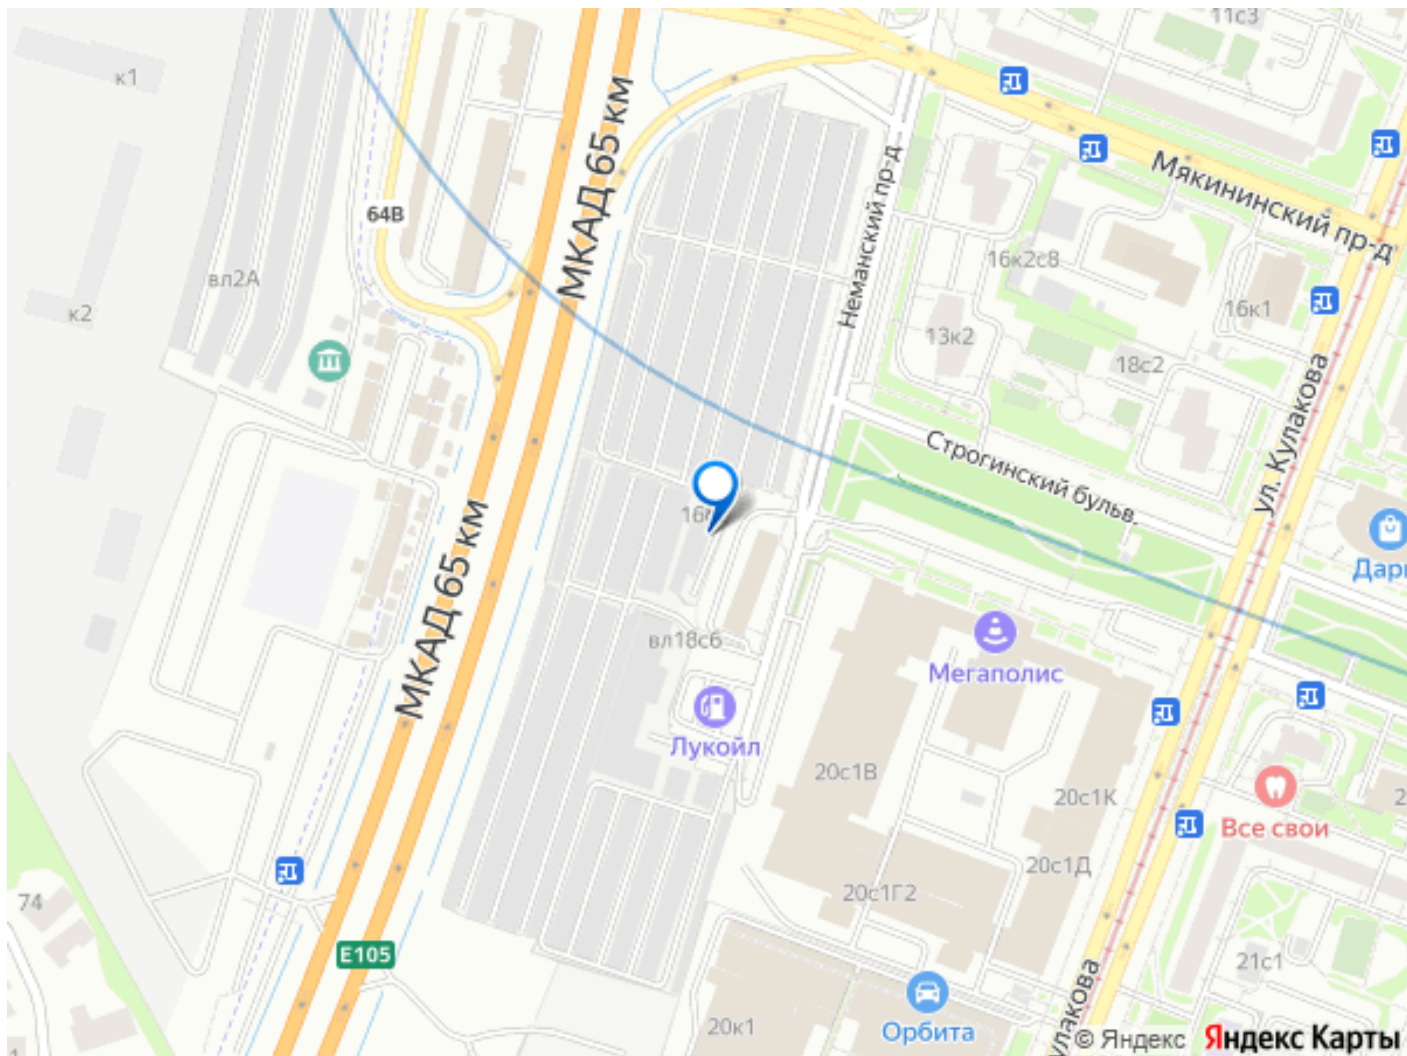 11с3
к1
МКАД 65 км
Мякининский пр-д
64В
Неманский пр-д
16к2с8
вл2А
к2
16к1
13к2
18с2
ул. Кулакова
Строгинский бульв.
МКАД 65 км
Дари
вл18с6
Мегаполис
Лукойл
20с1В
20с1К
Все свои
20с1Д
20с1Г2
74
E105
21с1
20к1
Орбита
улакова
© Яндекс Яндекс Карты